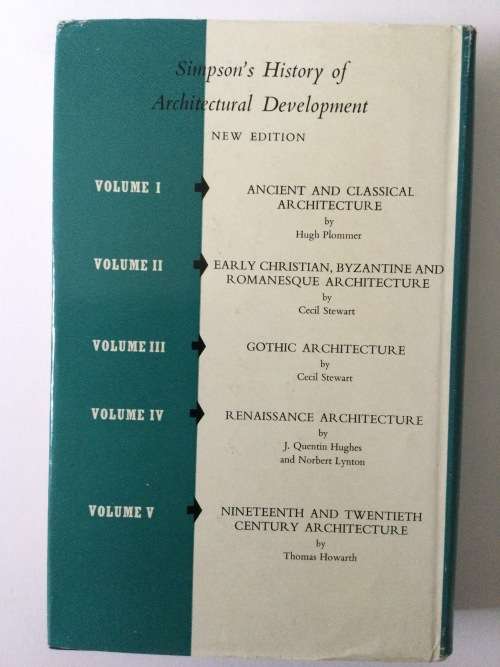 Simpson's History of
Architectural Development
NEW EDITION
VOLUME I
ANCIENT AND CLASSICAL
ARCHITECTURE
by
Hugh Plommer
VOLUME II
EARLY CHRISTIAN, BYZANTINE AND
ROMANESQUE ARCHITECTURE
by
Cecil Stewart
VOLUME III
GOTHIC ARCHITECTURE
by
Cecil Stewart
VOLUME IV
RENAISSANCE ARCHITECTURE
by
J. Quentin Hughes
and Norbert Lynton
VOLUME V
NINETEENTH AND TWENTIETH
CENTURY ARCHITECTURE
by
Thomas Howarth